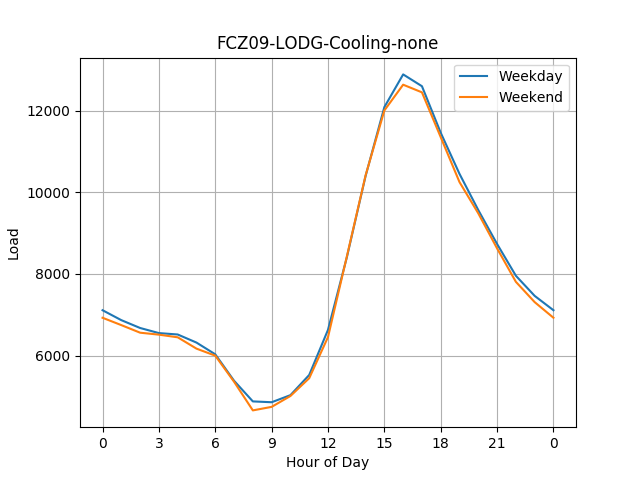 FCZ09-LODG-Cooling-none
Weekday
Weekend
12000
10000
8000
6000
Load
0 3 6 9 12 15 18 21 0
Hour of Day